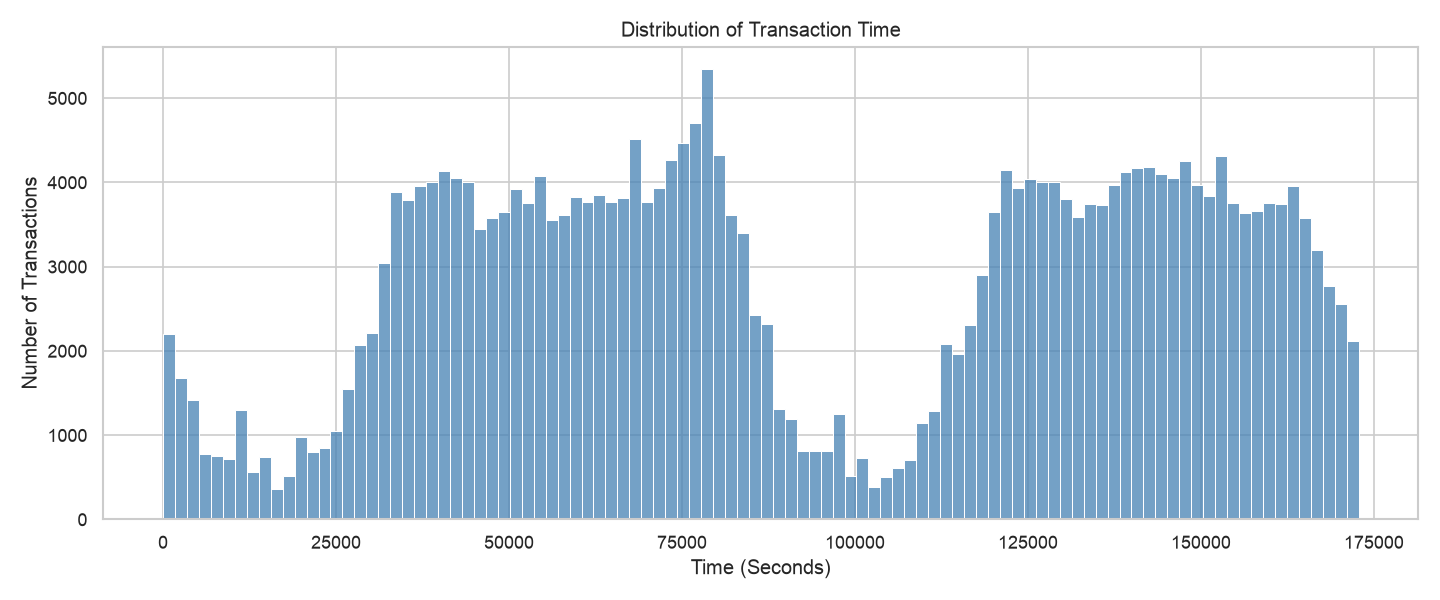 Distribution of Transaction Time
Number of Transactions
5000
4000
3000
2000
1000
0
0 25000 50000 75000 100000 125000 150000 175000
Time (Seconds)